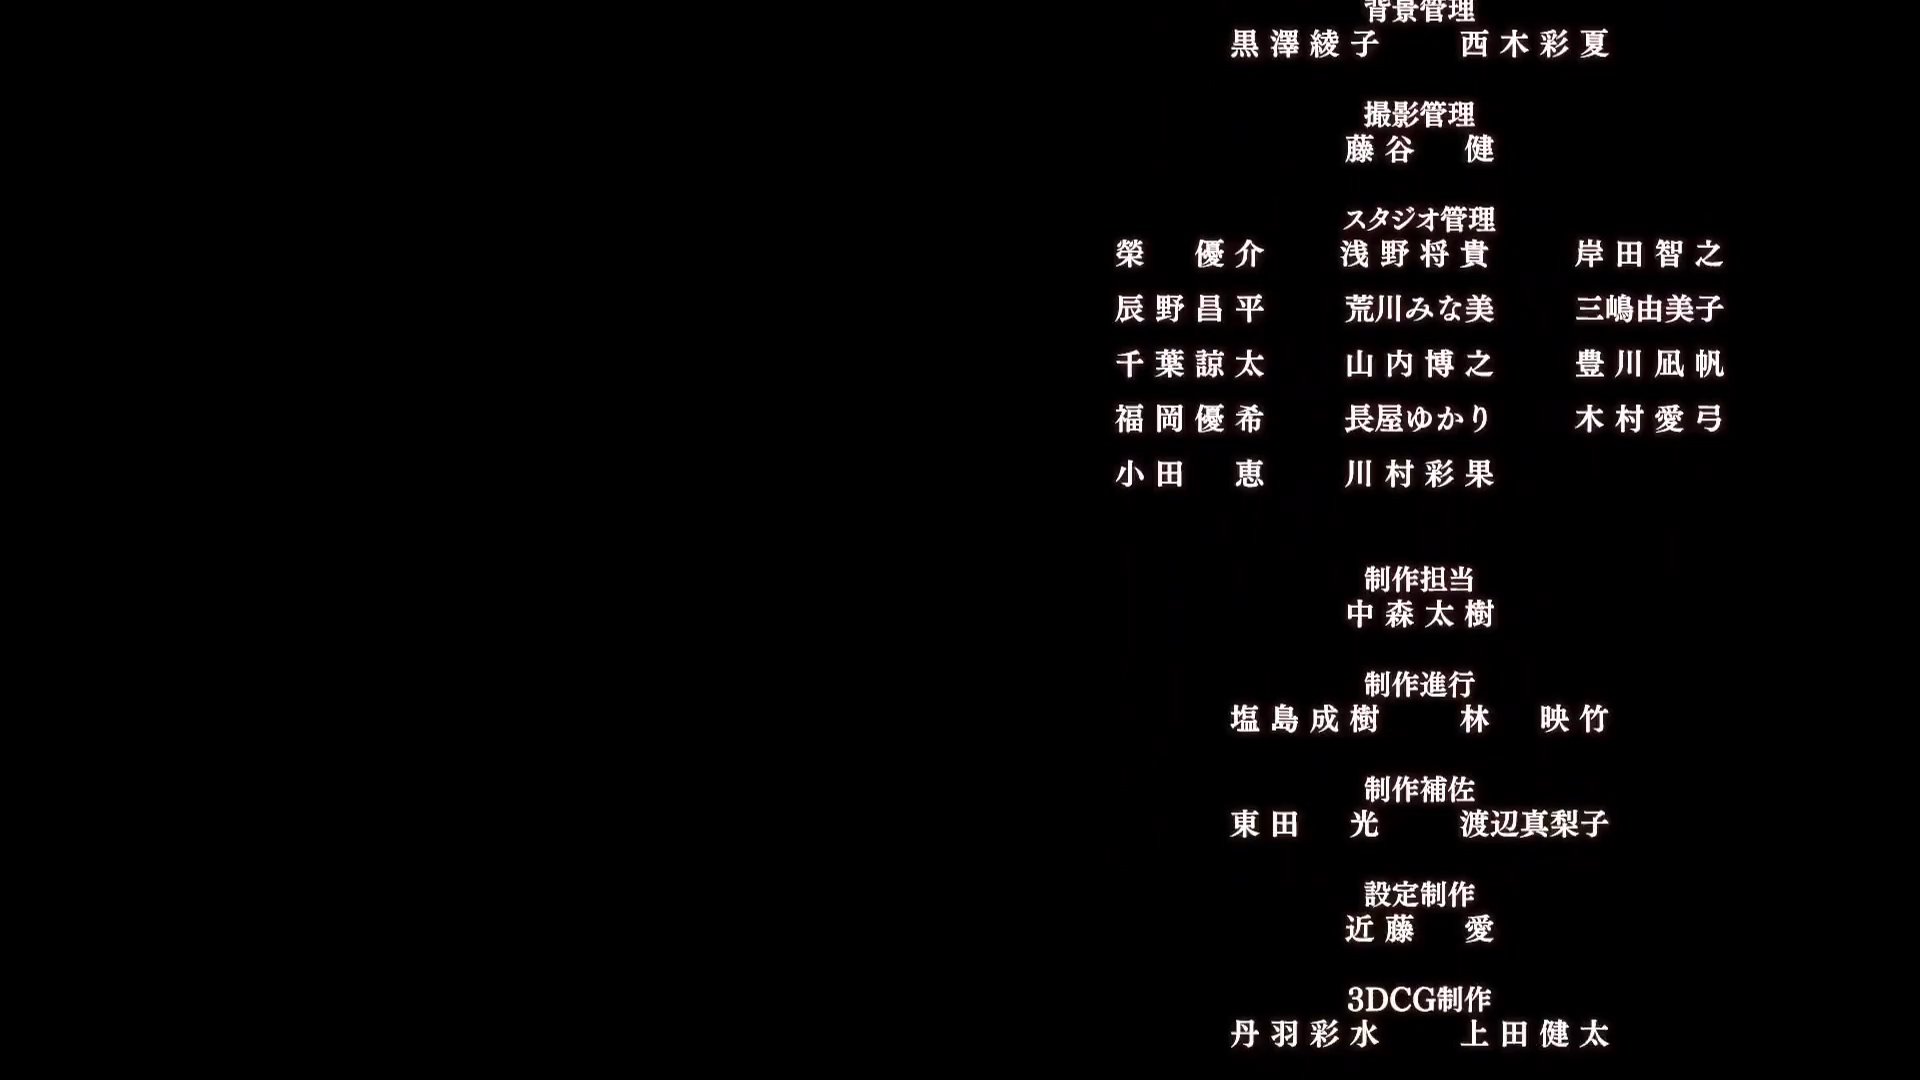 背景管理
黒澤綾子 西木彩夏
撮影管理
藤谷 健
スタジオ管理
榮 優介 浅野将貴 岸田智之
辰野昌平 荒川みな美 三嶋由美子
千葉諒太 山内博之 豊川凪帆
福岡優希 長屋ゆかり 木村愛弓
小田 恵 川村彩果
制作担当
中森太樹
制作進行
塩島成樹 林 映竹
制作補佐
東田 光 渡辺真梨子
設定制作
近藤 愛
3DCG制作
丹羽彩水 上田健太